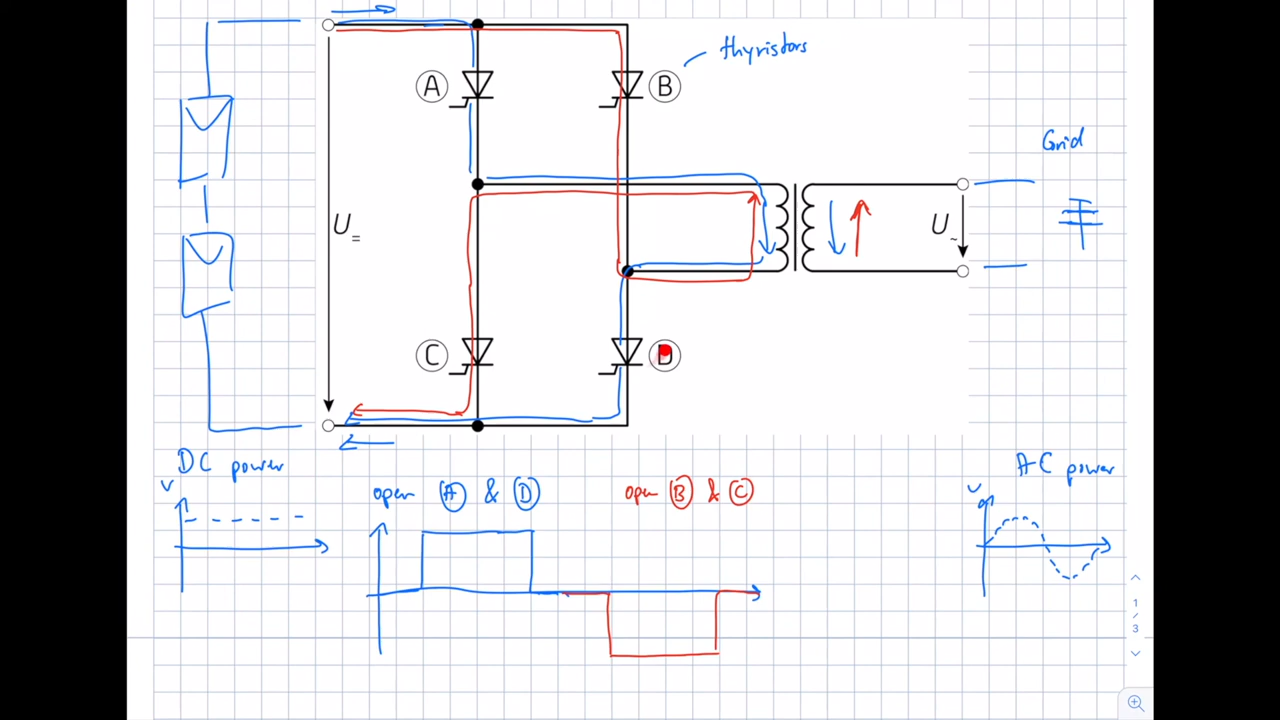 thyristors
A
B
Grid
U=
U~
C
D
DC power
AC power
V
open A & D
open B & C
V
1
/
3